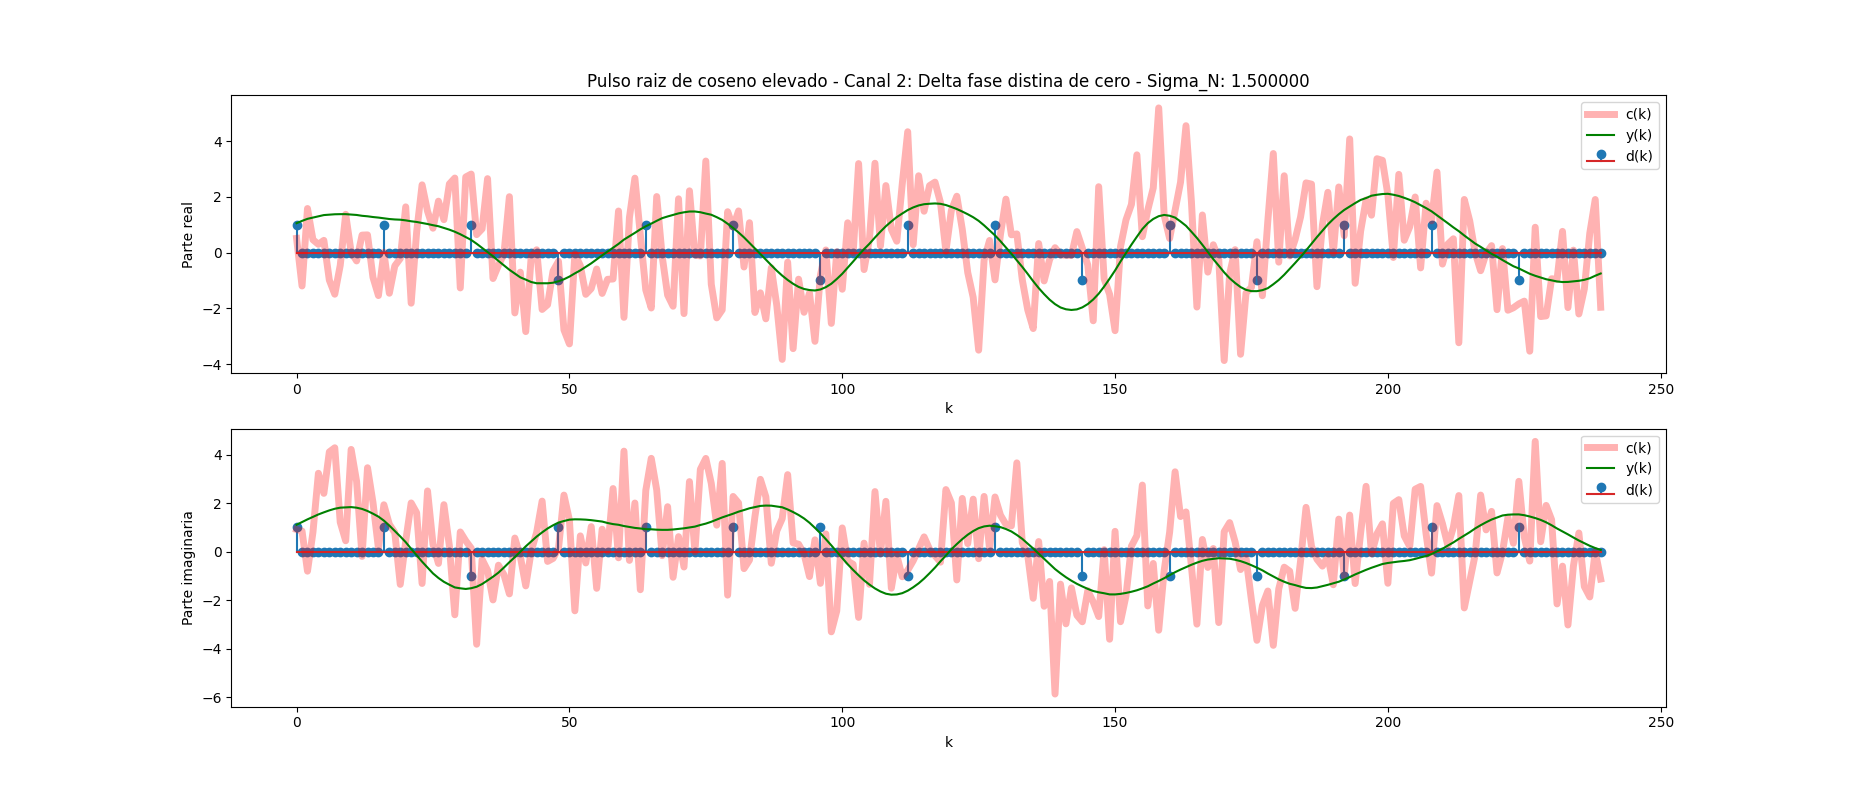 Pulso raiz de coseno elevado - Canal 2: Delta fase distina de cero - Sigma_N: 1.500000
Parte real
4
2
0
−2
−4
c(k)
y(k)
d(k)
0 50 100 150 200 250
k
Parte imaginaria
4
2
0
−2
−4
−6
c(k)
y(k)
d(k)
0 50 100 150 200 250
k